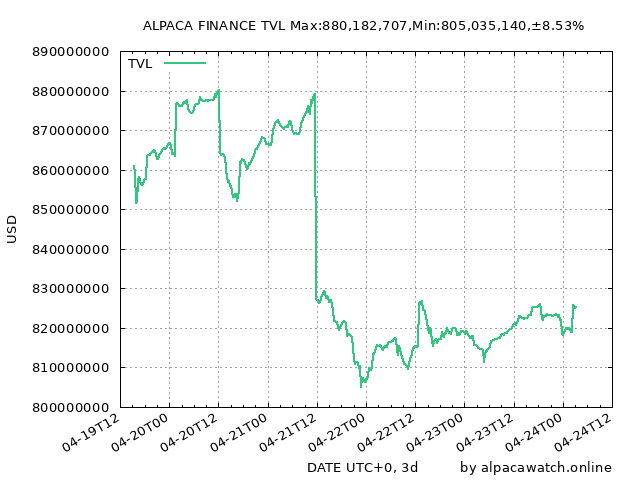 ALPACA FINANCE TVL Max:880,182,707,Min:805,035,140,±8.53%
TVL
890000000
880000000
870000000
860000000
850000000
840000000
830000000
820000000
810000000
800000000
USD
04-19T12
04-20T00
04-20T12
04-21T00
04-21T12
04-22T00
04-22T12
04-23T00
04-23T12
04-24T00
04-24T12
DATE UTC+0, 3d
by alpacawatch.online